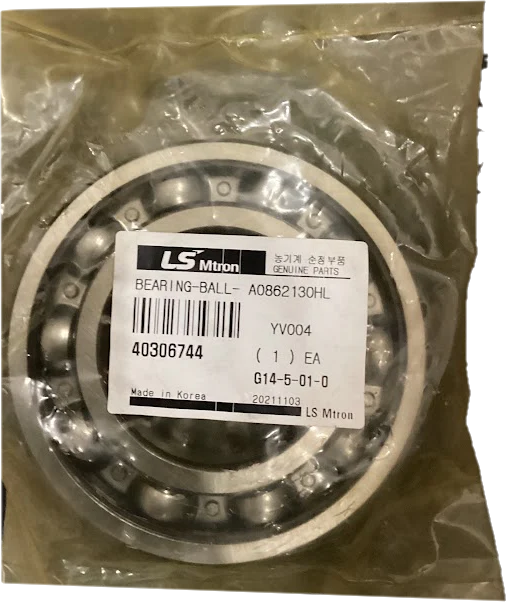 LS Mtron
농기계 순정부품
GENUINE PARTS
BEARING-BALL- A0862130HL
YV004
40306744
( 1 ) EA
G14-5-01-0
Made in Korea
20211103
LS Mtron